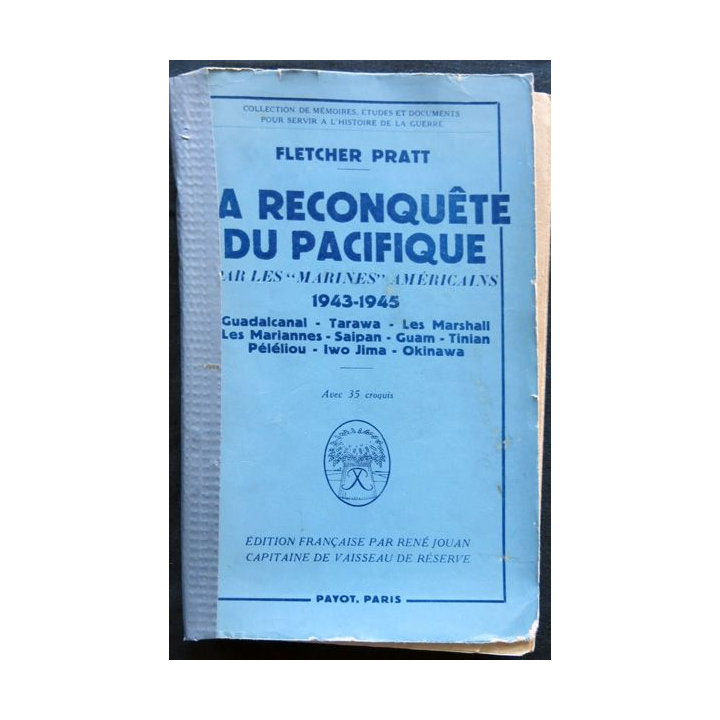 COLLECTION DE MÉMOIRES, ÉTUDES ET DOCUMENTS
POUR SERVIR A L'HISTOIRE DE LA GUERRE
FLETCHER PRATT
A RECONQUÊTE
DU PACIFIQUE
PAR LES "MARINES" AMÉRICAINS
1943-1945
Guadalcanal - Tarawa - Les Marshall
Les Mariannes - Saipan - Guam - Tinian
Péléliou - Iwo Jima - Okinawa
Avec 35 croquis
ÉDITION FRANÇAISE PAR RENÉ JOUAN
CAPITAINE DE VAISSEAU DE RÉSERVE
PAYOT, PARIS